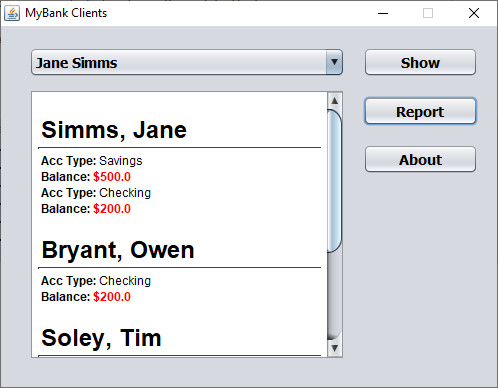 MyBank Clients
Jane Simms
Show
Report
About
Simms, Jane
Acc Type: Savings
Balance: $500.0
Acc Type: Checking
Balance: $200.0
Bryant, Owen
Acc Type: Checking
Balance: $200.0
Soley, Tim